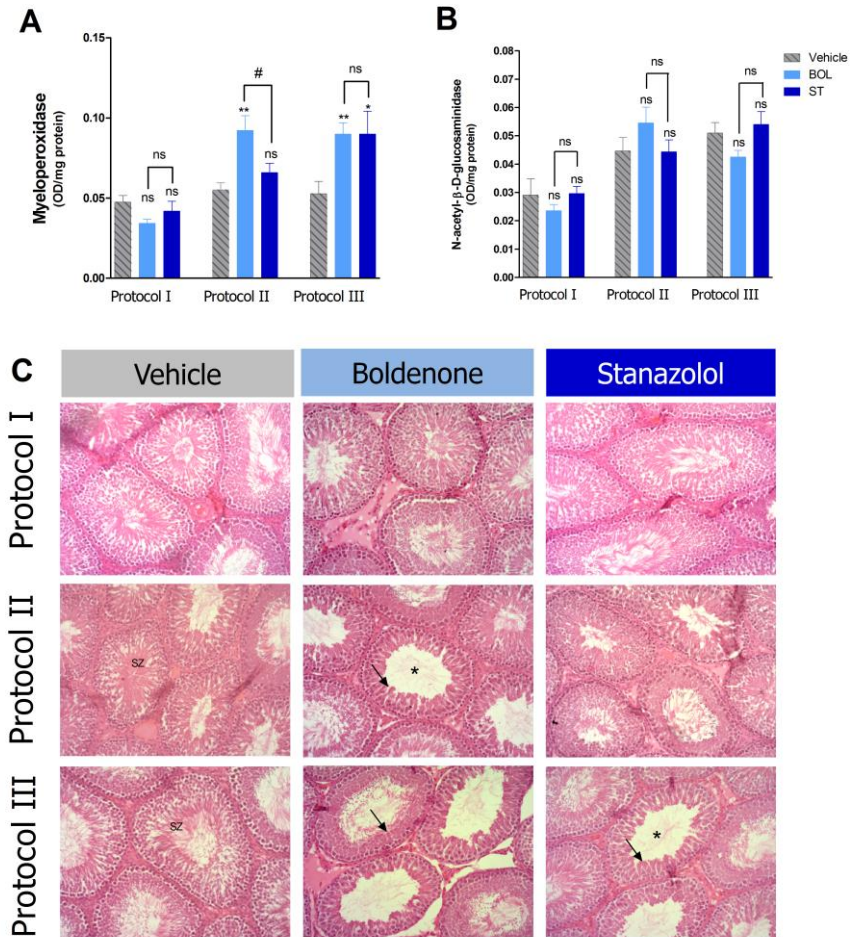 A
Myeloperoxidase
(OD/mg protein)
0.15
0.10
0.05
0.00
ns
ns
ns
#
**
ns
ns
**
*
Protocol I
Protocol II
Protocol III
B
N-acetyl-β-D-glucosaminidase
(OD/mg protein)
0.08
0.07
0.06
0.05
0.04
0.03
0.02
0.01
0.00
ns
ns
ns
ns
ns
ns
ns
ns
ns
Protocol I
Protocol II
Protocol III
Vehicle
BOL
ST
C
Vehicle
Boldenone
Stanazolol
Protocol I
Protocol II
SZ
*
Protocol III
SZ
*